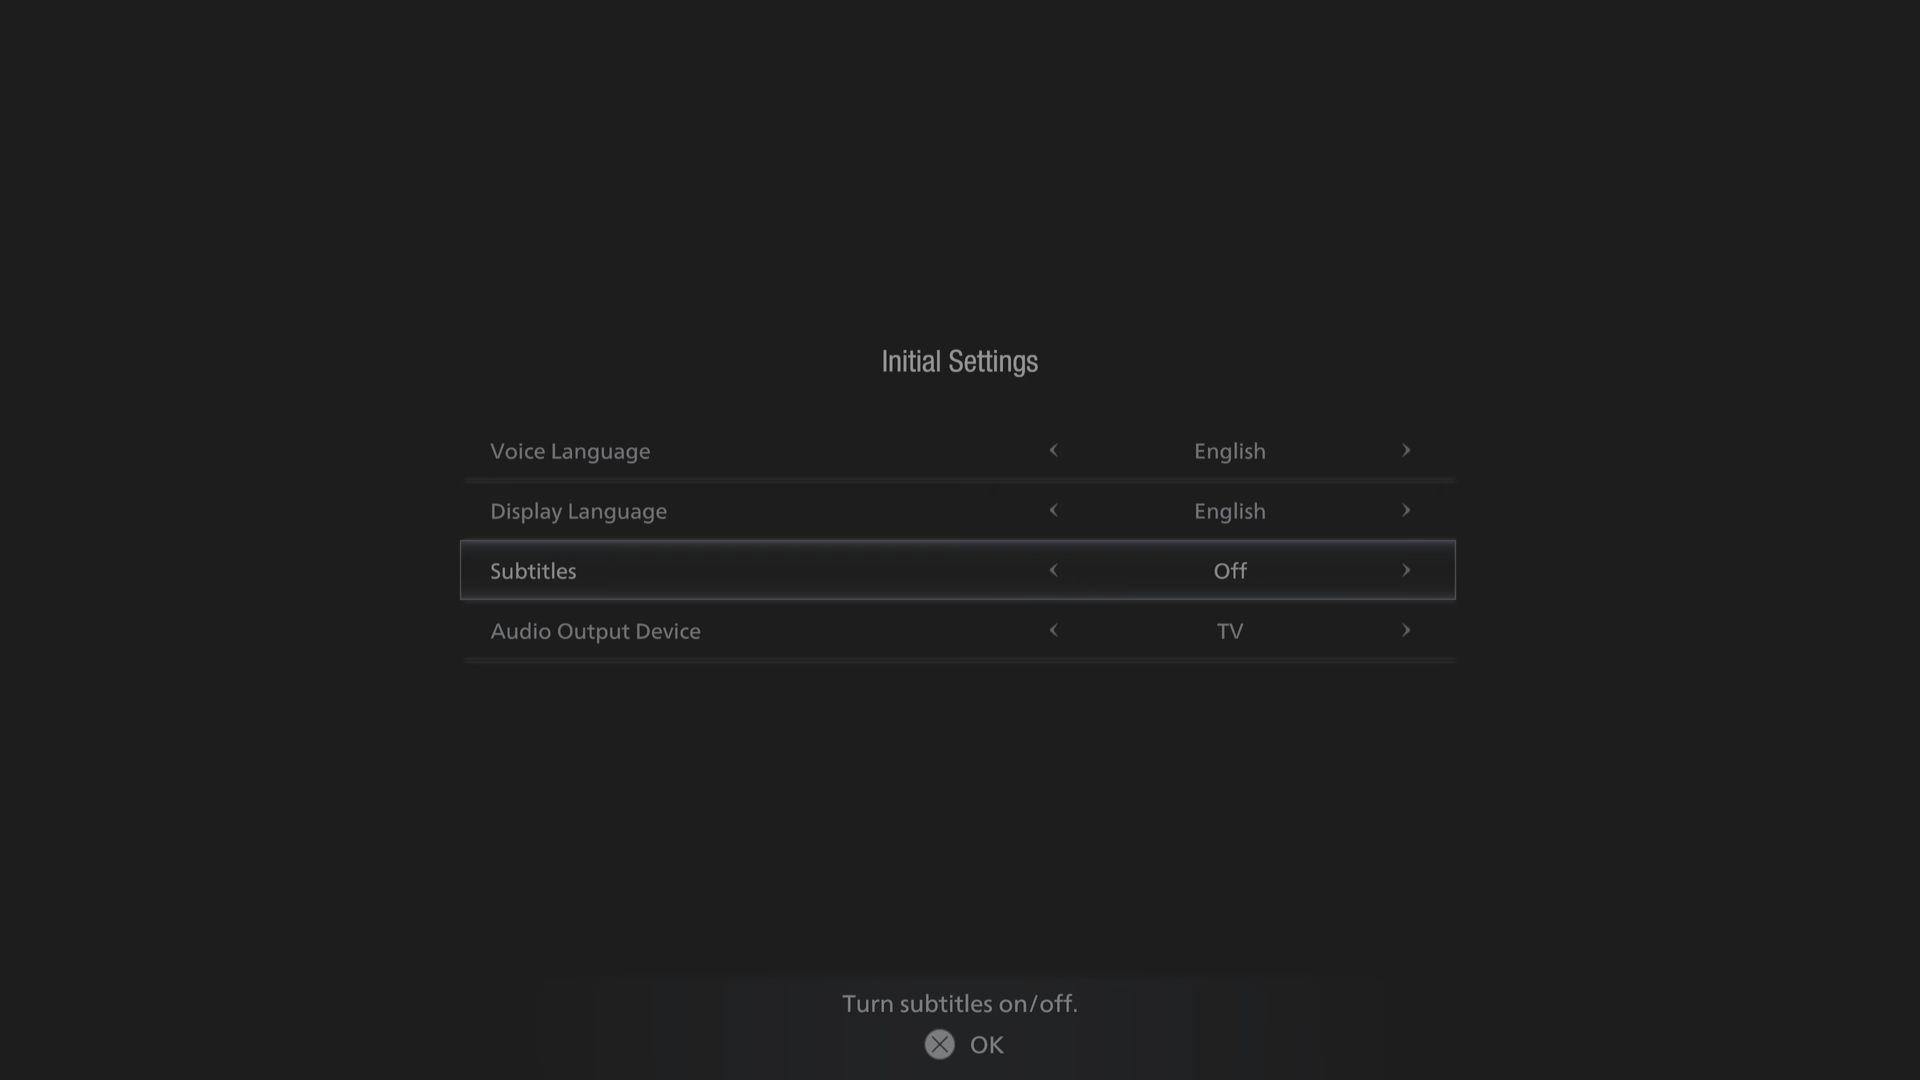 Initial Settings
Voice Language English
Display Language English
Subtitles Off
Audio Output Device TV
Turn subtitles on/off.
OK